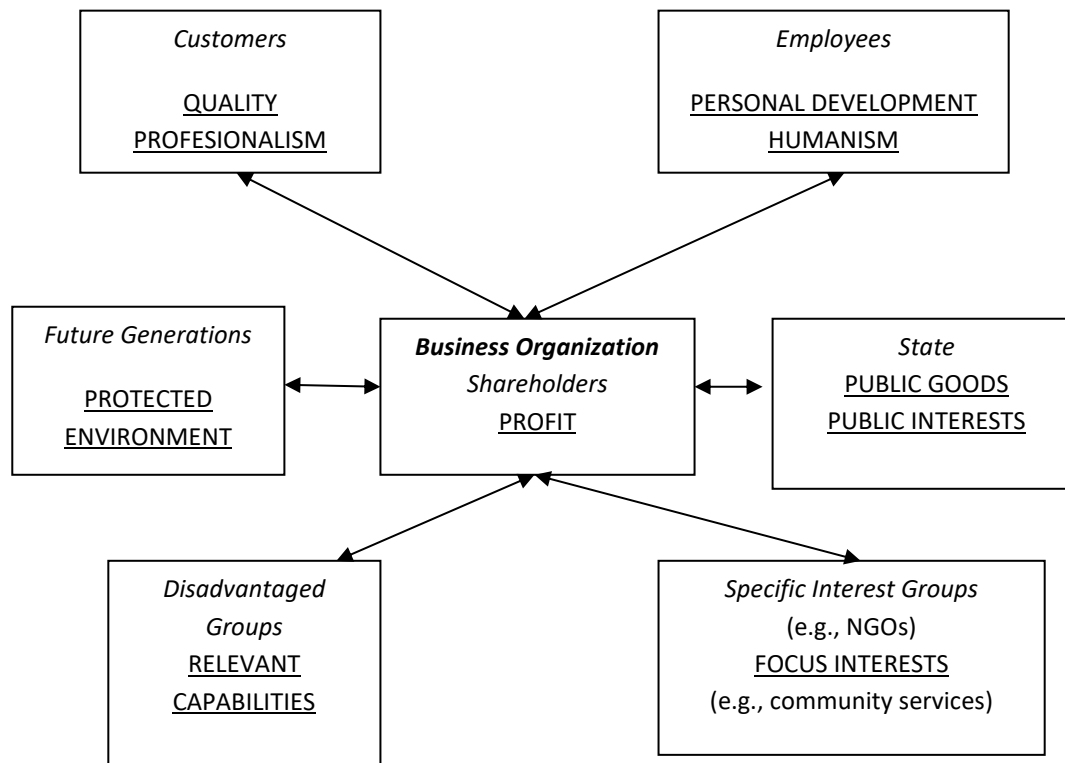 Customers
QUALITY
PROFESIONALISM
Employees
PERSONAL DEVELOPMENT
HUMANISM
Future Generations
PROTECTED
ENVIRONMENT
Business Organization
Shareholders
PROFIT
State
PUBLIC GOODS
PUBLIC INTERESTS
Disadvantaged
Groups
RELEVANT
CAPABILITIES
Specific Interest Groups
(e.g., NGOs)
FOCUS INTERESTS
(e.g., community services)